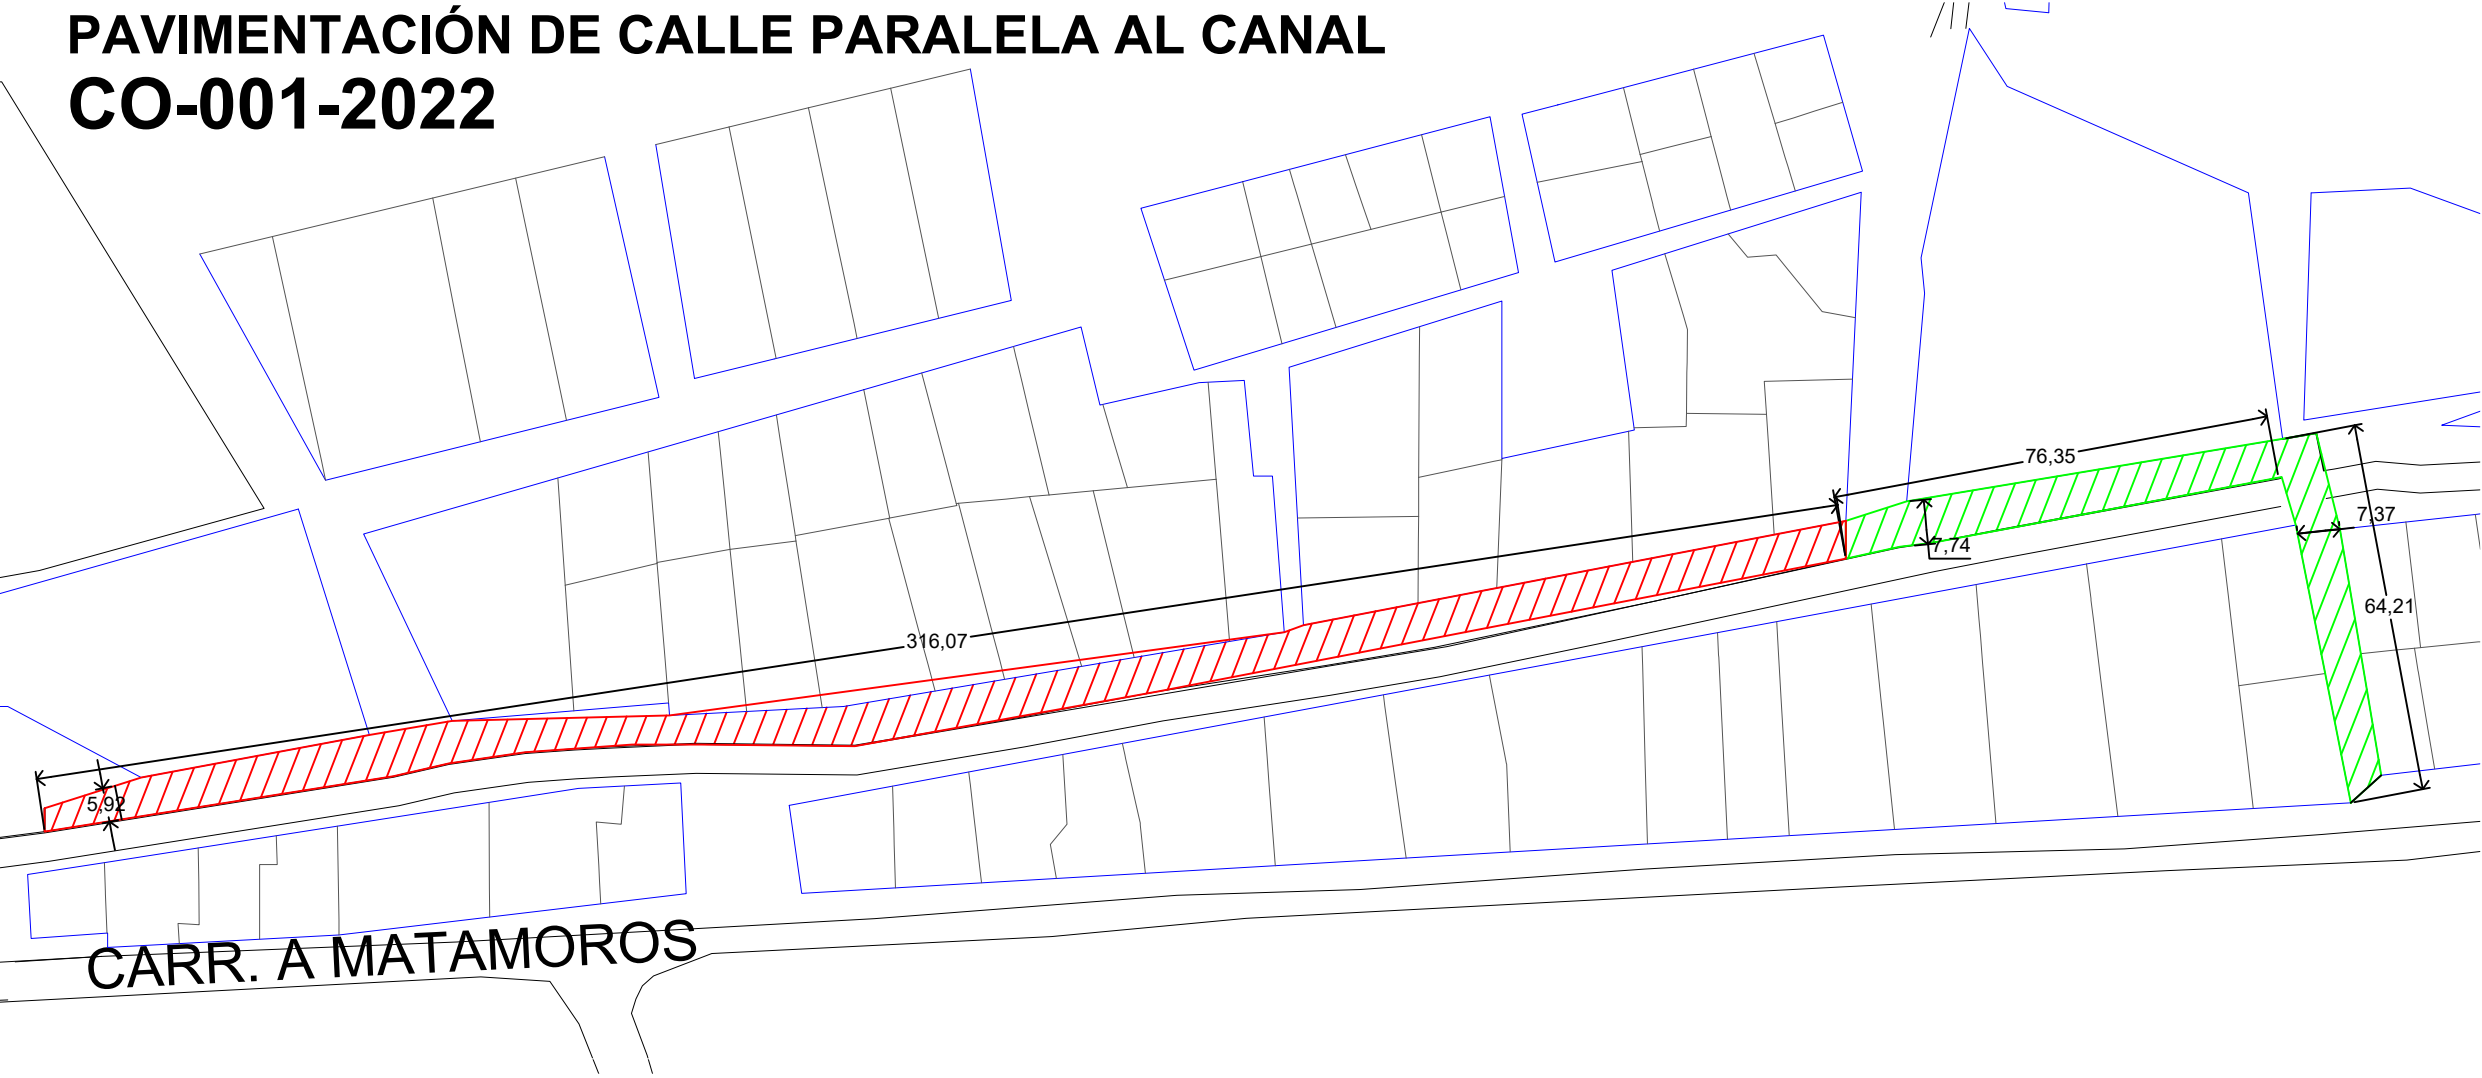 PAVIMENTACIÓN DE CALLE PARALELA AL CANAL
CO-001-2022
76,35
7,37
7,74
64,21
316,07
5,92
CARR. A MATAMOROS